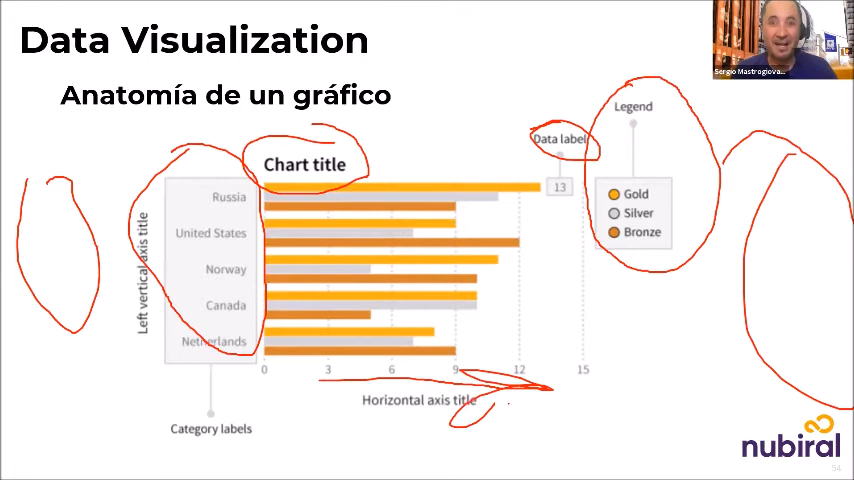 Data Visualization
Sergio Mastrogiova...
Anatomía de un gráfico
Legend
Data label
Chart title
13
Russia
United States
Norway
Canada
Netherlands
Left vertical axis title
Gold
Silver
Bronze
0 3 6 9 12 15
Horizontal axis title
Category labels
nubiral
54